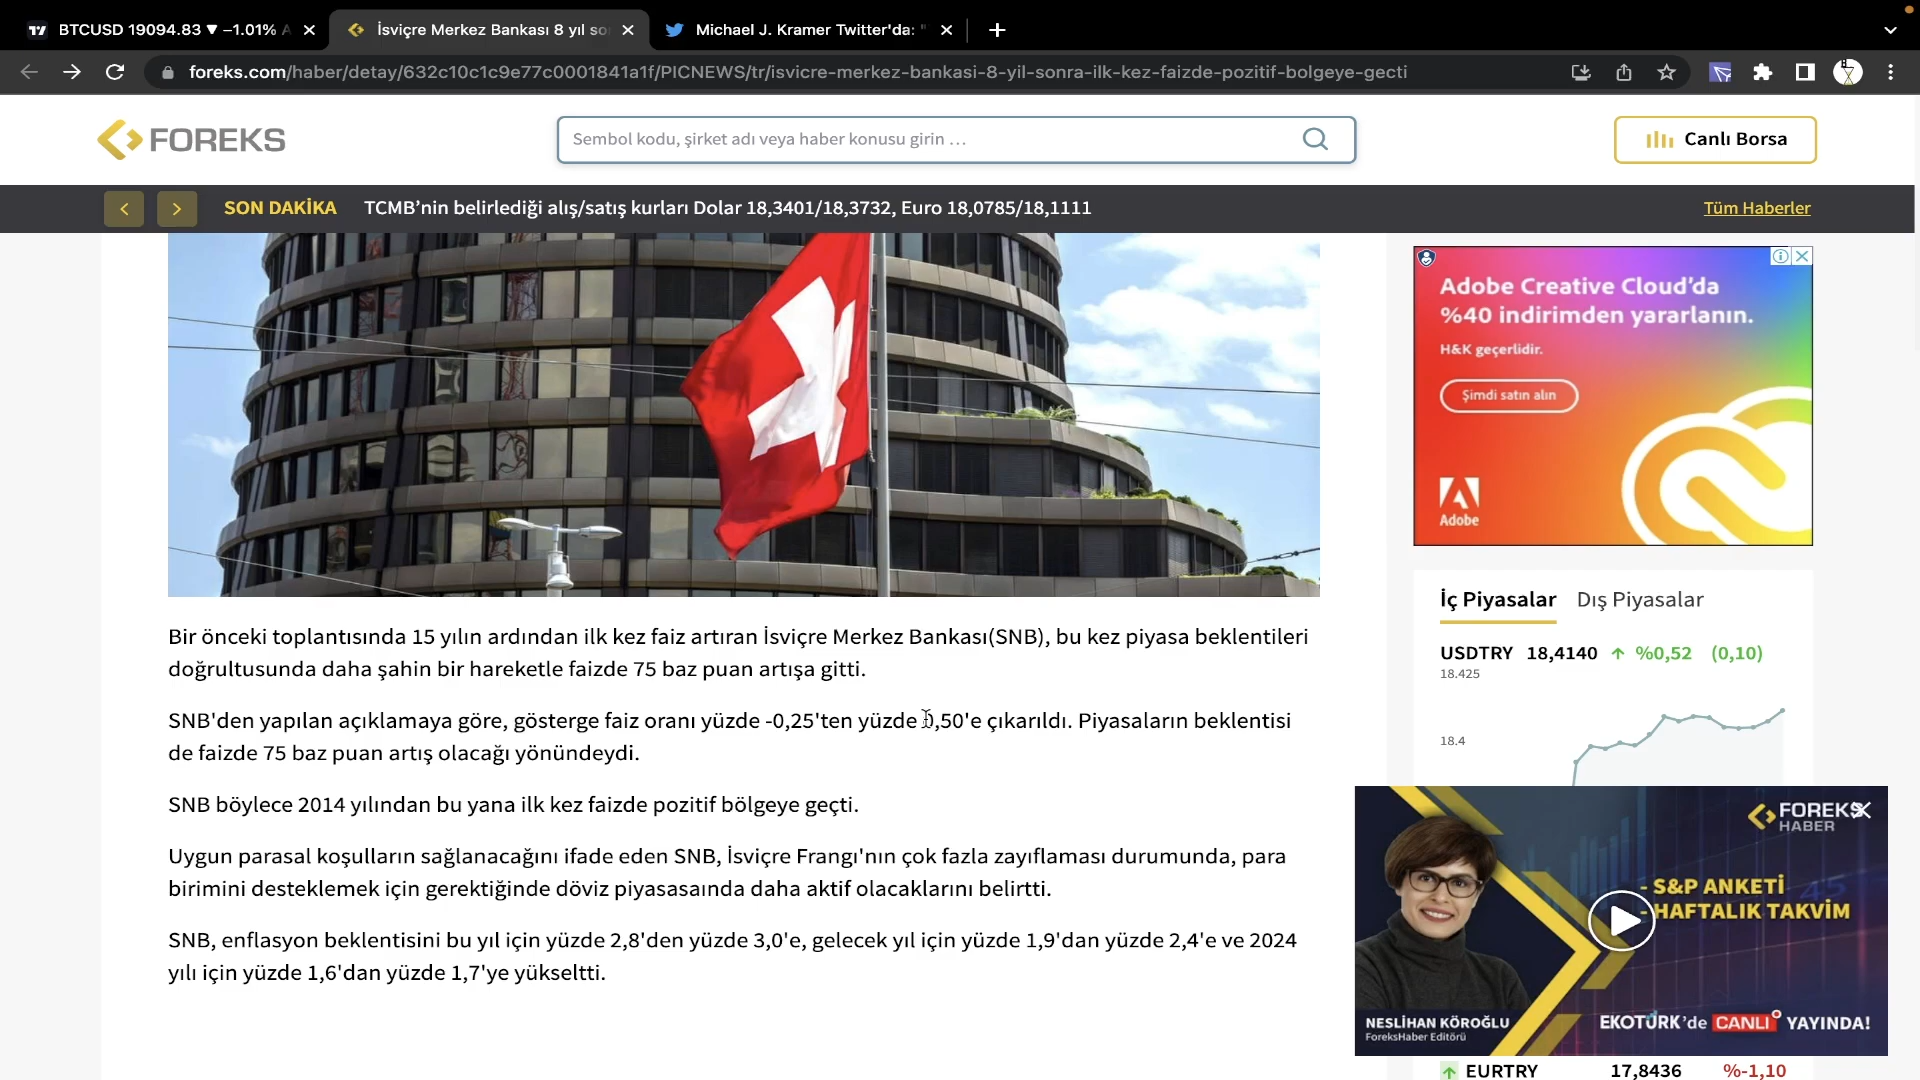 BTCUSD 19094.83 ▼ −1.01% A
İsviçre Merkez Bankası 8 yıl so
Michael J. Kramer Twitter'da: "
foreks.com/haber/detay/632c10c1c9e77c0001841a1f/PICNEWS/tr/isvicre-merkez-bankasi-8-yil-sonra-ilk-kez-faizde-pozitif-bolgeye-gecti
FOREKS
Sembol kodu, şirket adı veya haber konusu girin ...
Canlı Borsa
SON DAKİKA TCMB’nin belirlediği alış/satış kurları Dolar 18,3401/18,3732, Euro 18,0785/18,1111
Tüm Haberler
Bir önceki toplantısında 15 yılın ardından ilk kez faiz artıran İsviçre Merkez Bankası(SNB), bu kez piyasa beklentileri
doğrultusunda daha şahin bir hareketle faizde 75 baz puan artışa gitti.
SNB'den yapılan açıklamaya göre, gösterge faiz oranı yüzde -0,25'ten yüzde 0,50'e çıkarıldı. Piyasaların beklentisi
de faizde 75 baz puan artış olacağı yönündeydi.
SNB böylece 2014 yılından bu yana ilk kez faizde pozitif bölgeye geçti.
Uygun parasal koşulların sağlanacağını ifade eden SNB, İsviçre Frangı'nın çok fazla zayıflaması durumunda, para
birimini desteklemek için gerektiğinde döviz piyasasaında daha aktif olacaklarını belirtti.
SNB, enflasyon beklentisini bu yıl için yüzde 2,8'den yüzde 3,0'e, gelecek yıl için yüzde 1,9'dan yüzde 2,4'e ve 2024
yılı için yüzde 1,6'dan yüzde 1,7'ye yükseltti.
Adobe Creative Cloud’da
%40 indirimden yararlanın.
H&K geçerlidir.
Şimdi satın alın
Adobe
İç Piyasalar Dış Piyasalar
USDTRY 18,4140 ↑ %0,52 (0,10)
18.425
18.4
FOREKS
HABER
- S&P ANKETİ
- HAFTALIK TAKVİM
NESLİHAN KÖROĞLU
ForeksHaber Editörü
EKOTÜRK’de CANLI YAYINDA!
EURTRY 17,8436 %-1,10